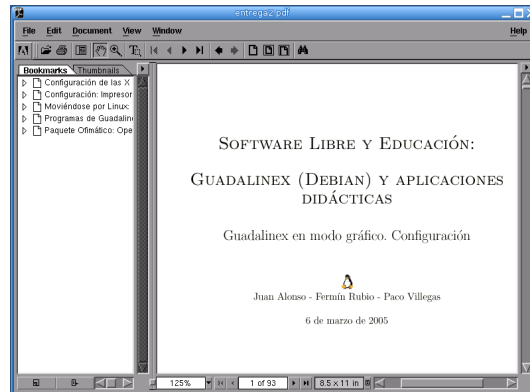 entrega2.pdf
File Edit Document View Window Help
Bookmarks Thumbnails
Configuración de las X
Configuración: Impresor
Moviéndose por Linux:
Programas de Guadalin
Paquete Ofimático: Ope
Software Libre y Educación:
Guadalinex (Debian) y aplicaciones
didácticas
Guadalinex en modo gráfico. Configuración
Juan Alonso - Fermín Rubio - Paco Villegas
6 de marzo de 2005
125% 1 of 93 8.5 x 11 in